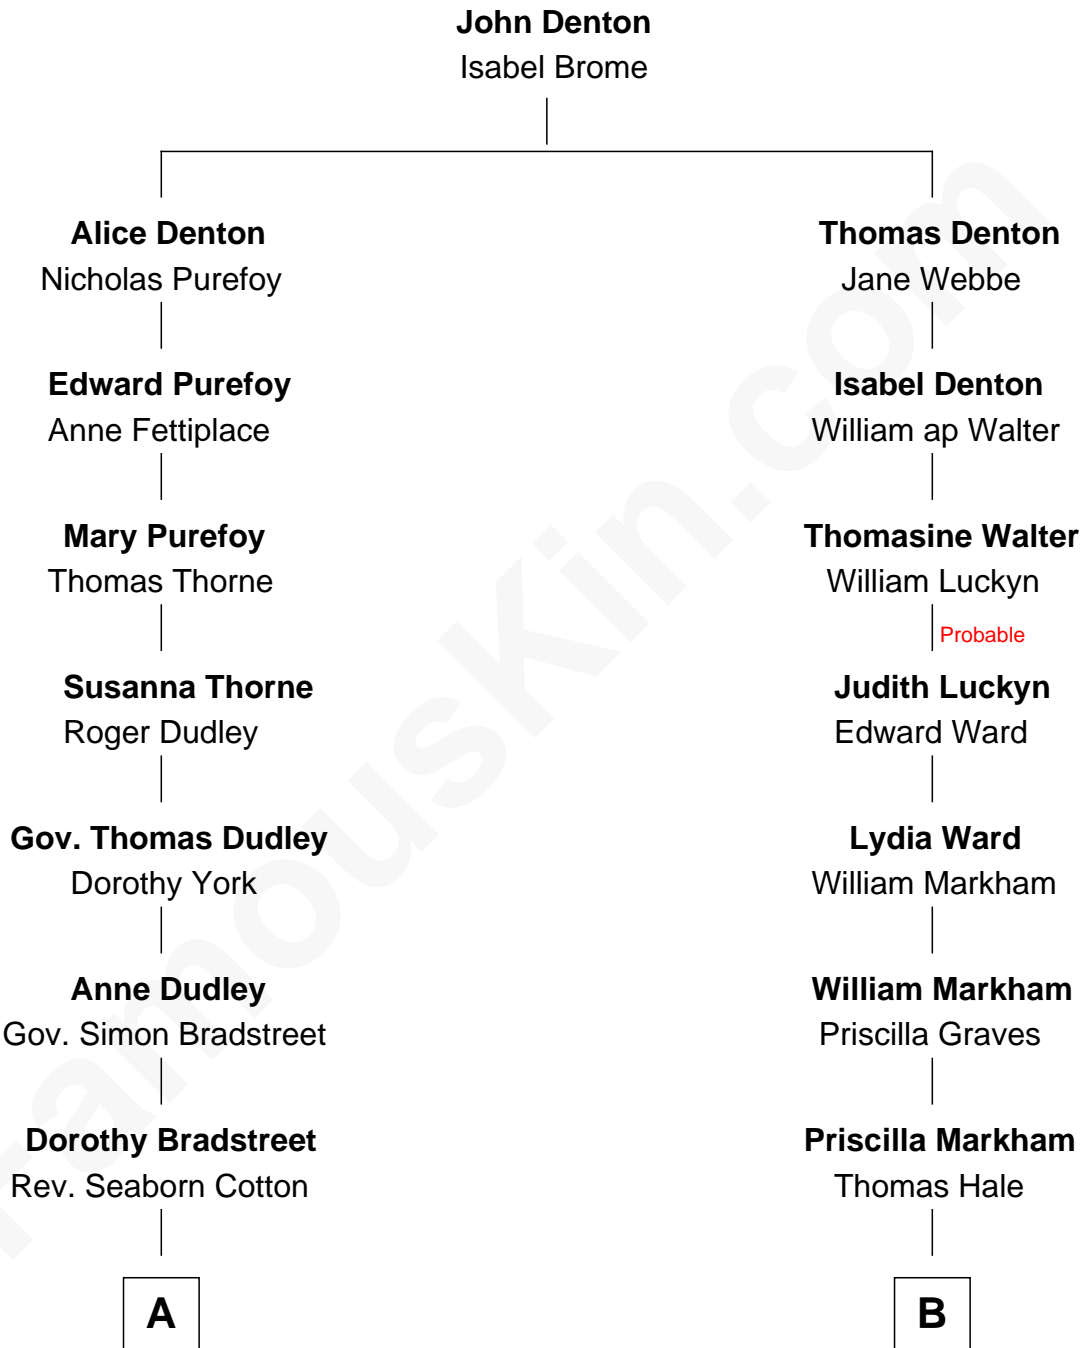 John Denton
Isabel Brome
Alice Denton
Nicholas Purefoy
Thomas Denton
Jane Webbe
Edward Purefoy
Anne Fettiplace
Isabel Denton
William ap Walter
Mary Purefoy
Thomas Thorne
Thomasine Walter
William Luckyn
Probable
Susanna Thorne
Roger Dudley
Judith Luckyn
Edward Ward
Gov. Thomas Dudley
Dorothy York
Lydia Ward
William Markham
Anne Dudley
Gov. Simon Bradstreet
William Markham
Priscilla Graves
Dorothy Bradstreet
Rev. Seaborn Cotton
Priscilla Markham
Thomas Hale
A
B
FamousKin.com